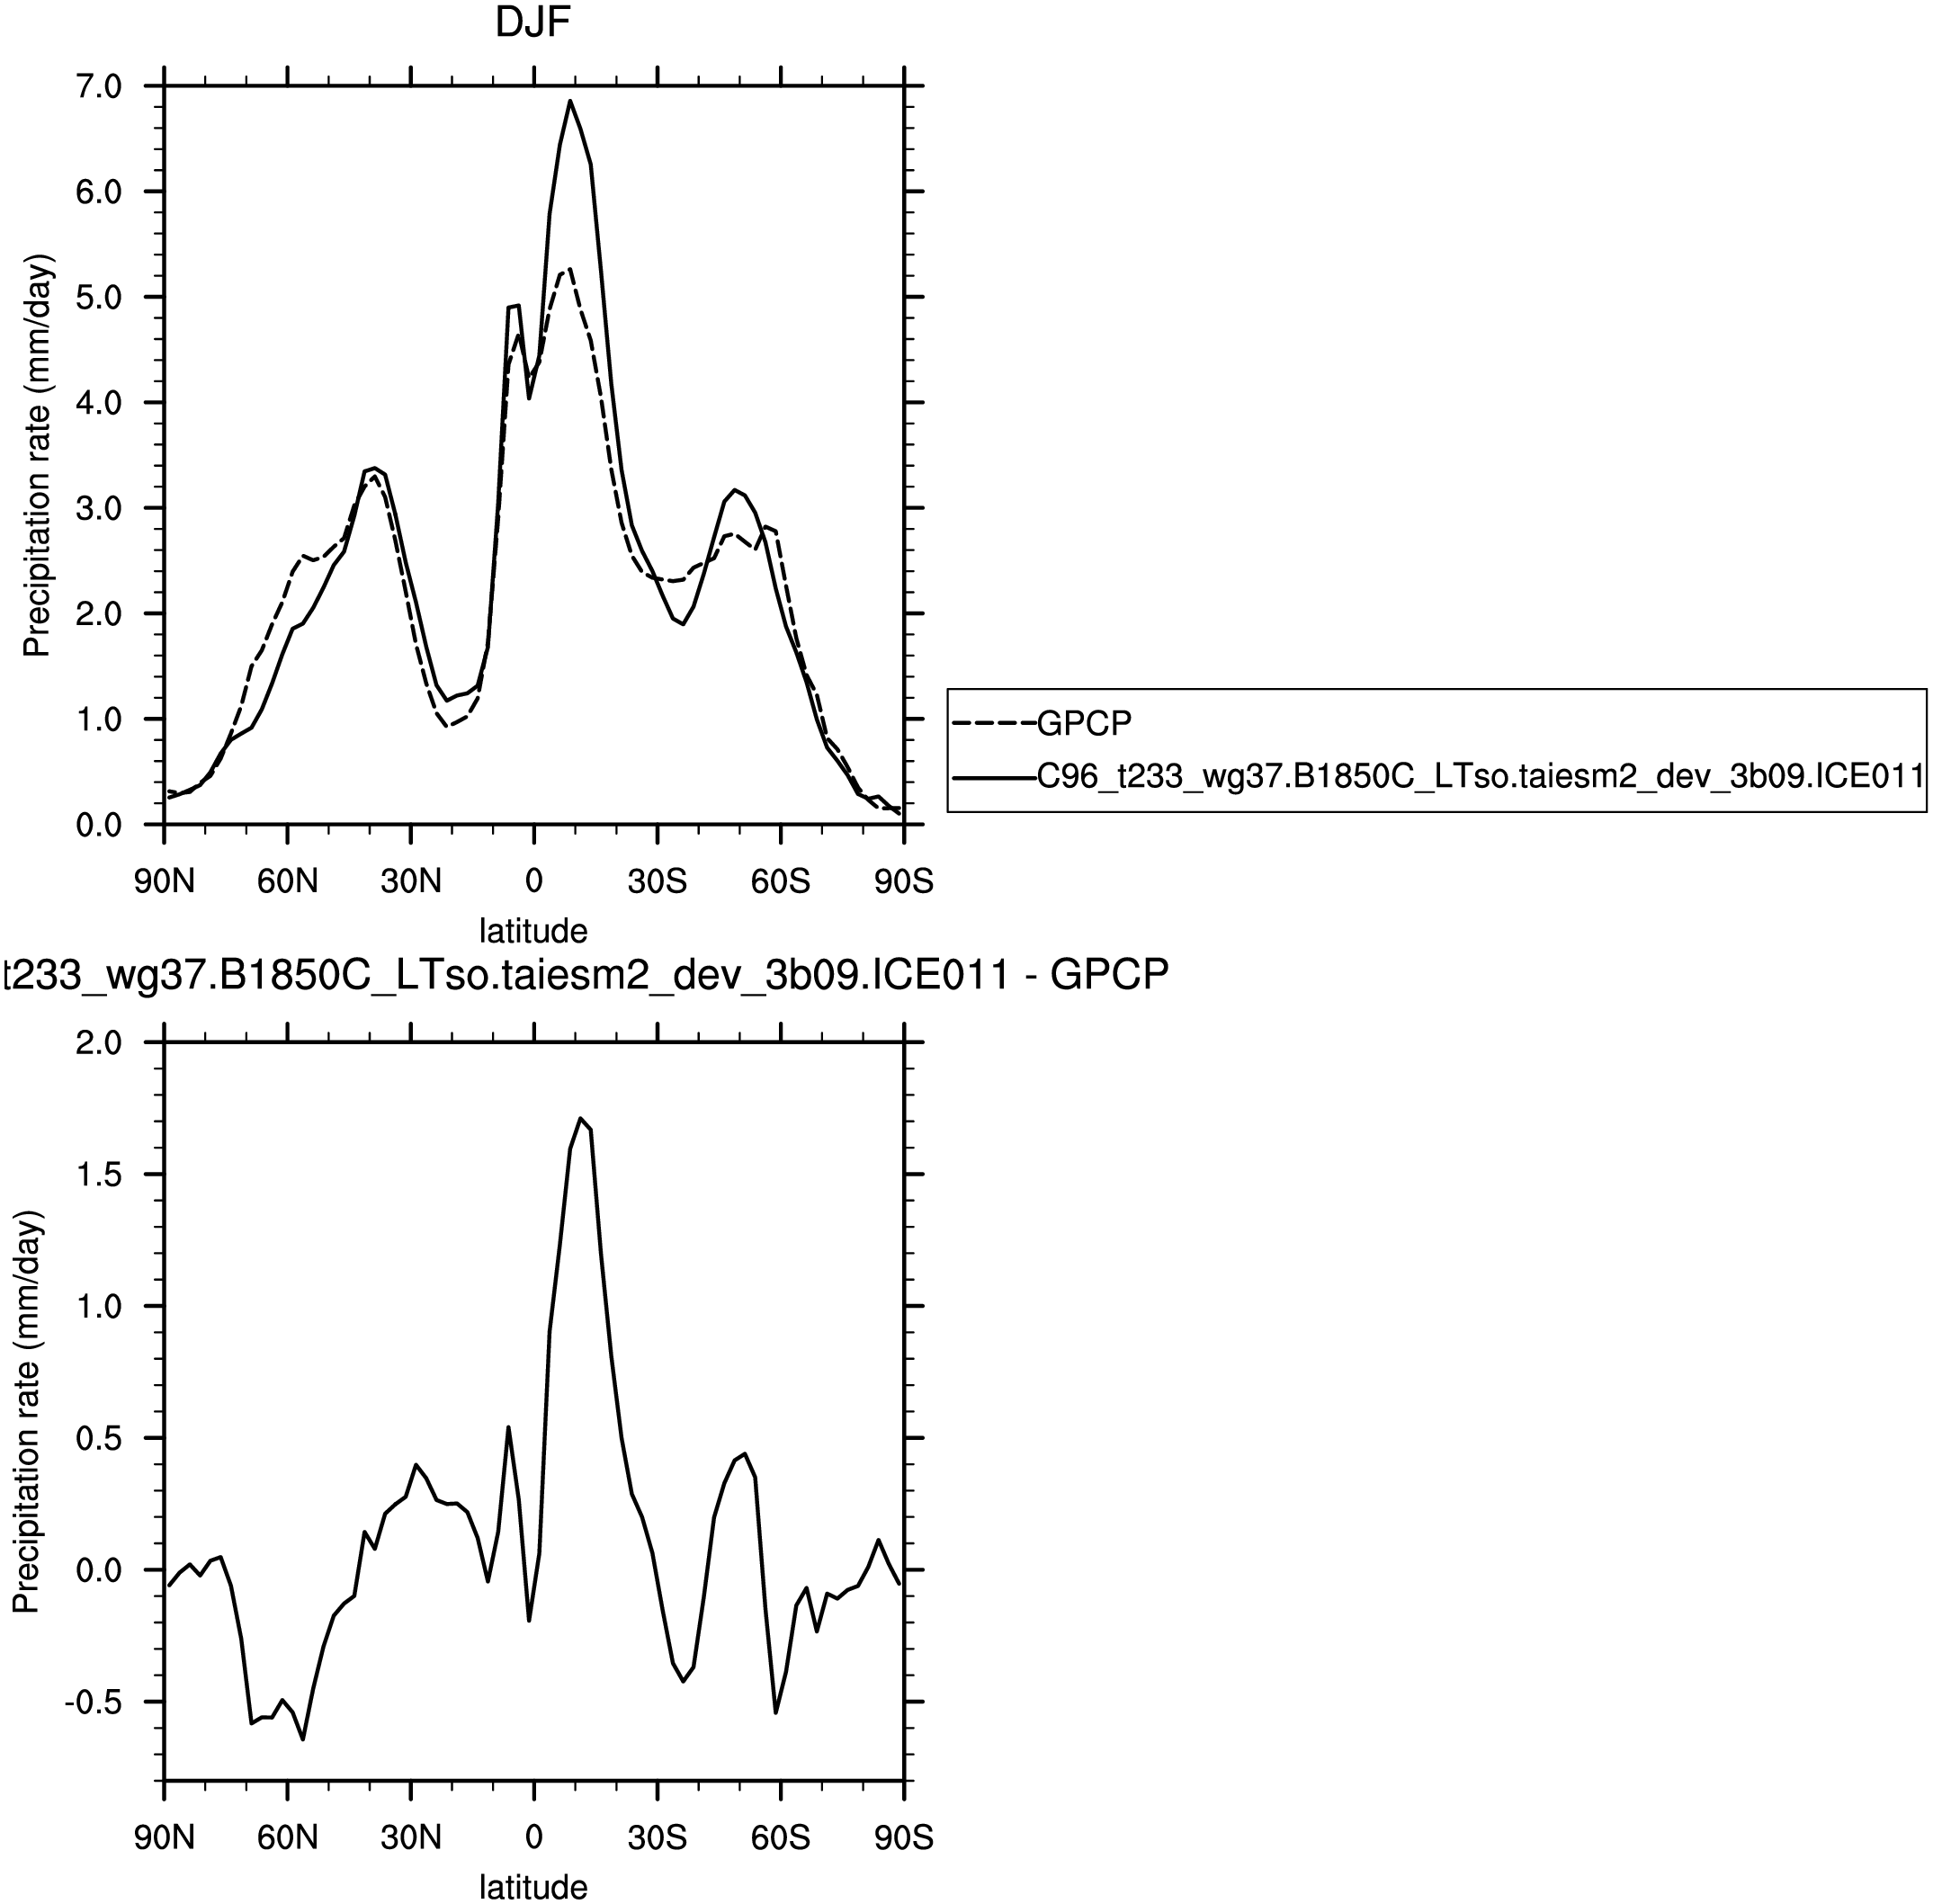 DJF
7.0
6.0
5.0
4.0
3.0
2.0
1.0
0.0
Precipitation rate (mm/day)
90N 60N 30N 0 30S 60S 90S
latitude
GPCP
C96_t233_wg37.B1850C_LTso.taiesm2_dev_3b09.ICE011
t233_wg37.B1850C_LTso.taiesm2_dev_3b09.ICE011 - GPCP
2.0
1.5
1.0
0.5
0.0
-0.5
Precipitation rate (mm/day)
90N 60N 30N 0 30S 60S 90S
latitude